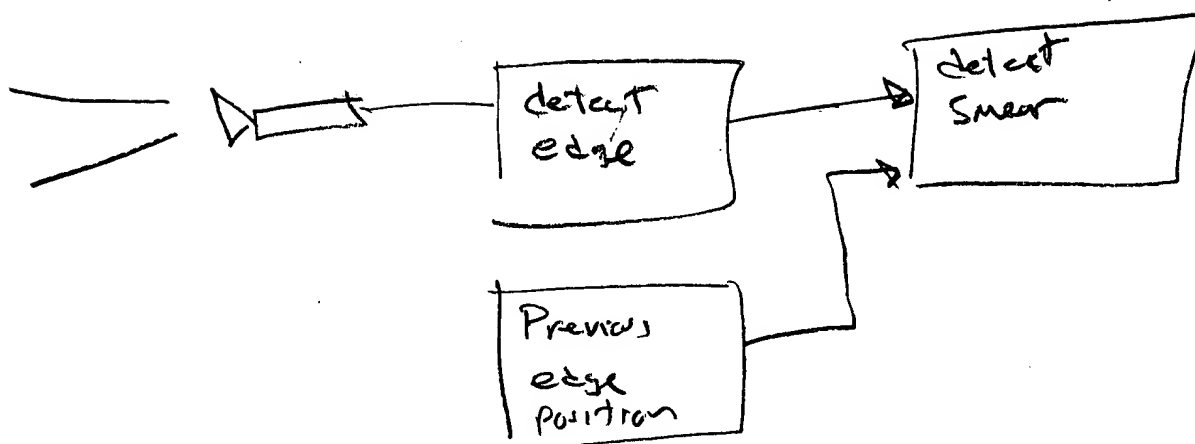 detect
edge
detect
smear
Previous
edge
position